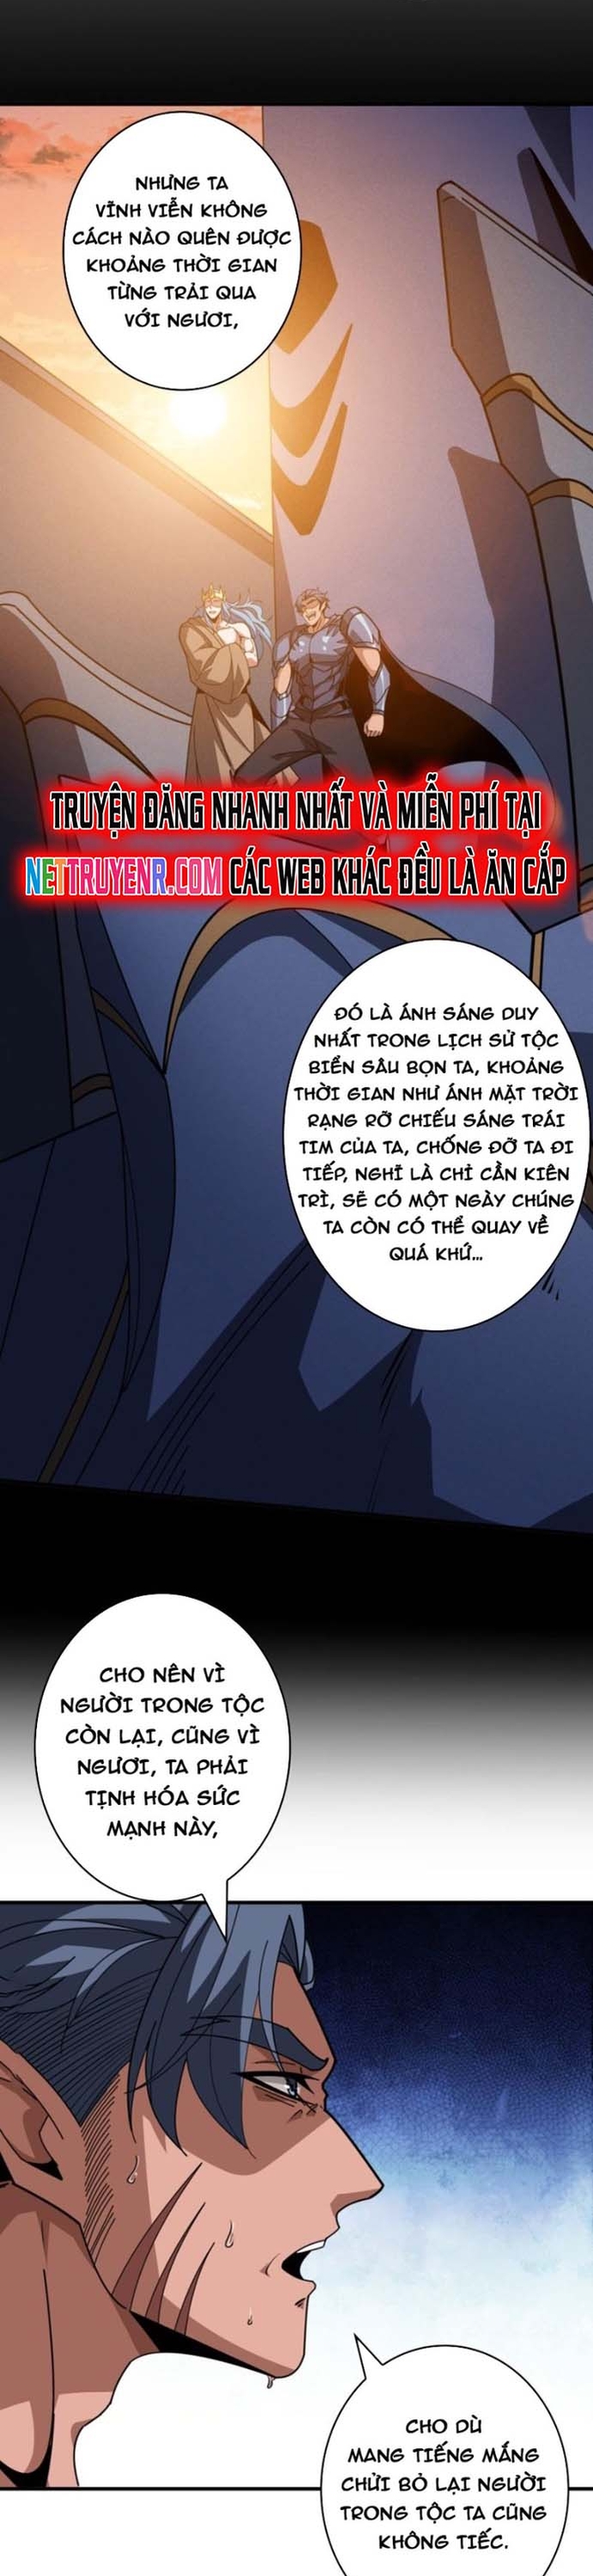 NHƯNG TA
VĨNH VIỄN KHÔNG
CÁCH NÀO QUÊN ĐƯỢC
KHOẢNG THỜI GIAN
TỪNG TRẢI QUA
VỚI NGƯƠI,
TRUYỆN ĐĂNG NHANH NHẤT VÀ MIỄN PHÍ TẠI
NETTRUYENR.COM CÁC WEB KHÁC ĐỀU LÀ ĂN CẮP
ĐÓ LÀ ÁNH SÁNG DUY
NHẤT TRONG LỊCH SỬ TỘC
BIỂN SÂU BỌN TA, KHOẢNG
THỜI GIAN NHƯ ÁNH MẶT TRỜI
RẠNG RỠ CHIẾU SÁNG TRÁI
TIM CỦA TA, CHỐNG ĐỠ TA ĐI
TIẾP, NGHĨ LÀ CHỈ CẦN KIÊN
TRÌ, SẼ CÓ MỘT NGÀY CHÚNG
TA CÒN CÓ THỂ QUAY VỀ
QUÁ KHỨ...
CHO NÊN VÌ
NGƯỜI TRONG TỘC
CÒN LẠI, CŨNG VÌ
NGƯƠI, TA PHẢI
TỊNH HÓA SỨC
MẠNH NÀY,
CHO DÙ
MANG TIẾNG MẮNG
CHỬI BỎ LẠI NGƯỜI
TRONG TỘC TA CŨNG
KHÔNG TIẾC.